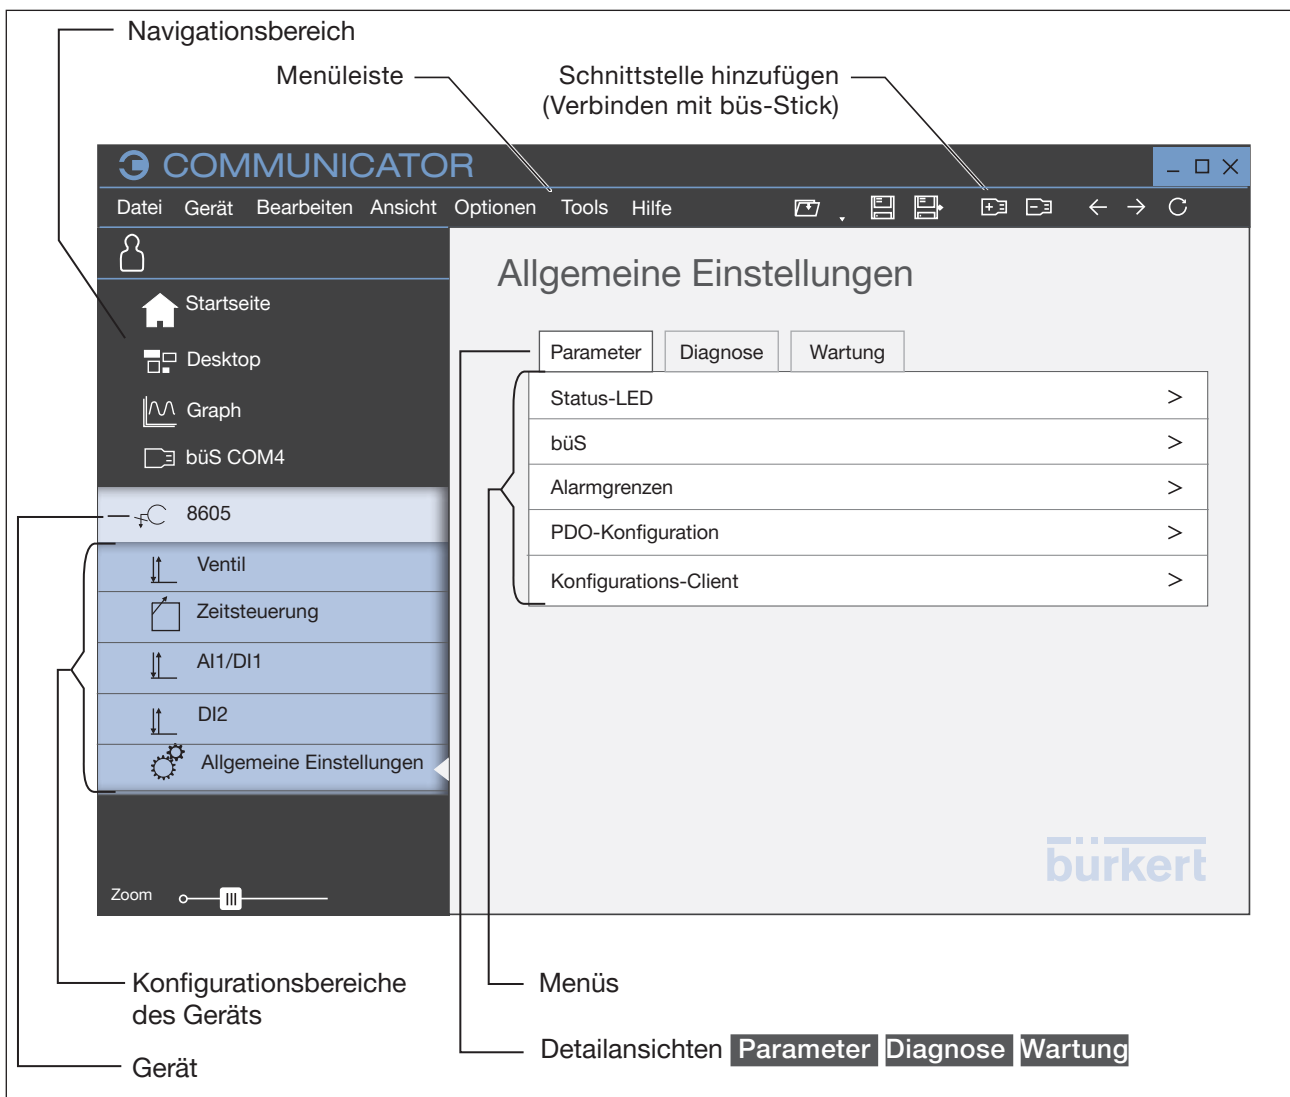 Navigationsbereich
Menüleiste
Schnittstelle hinzufügen
(Verbinden mit büs-Stick)
COMMUNICATOR
Datei Gerät Bearbeiten Ansicht Optionen Tools Hilfe
Allgemeine Einstellungen
Startseite
Desktop
Graph
büS COM4
8605
Ventil
Zeitsteuerung
AI1/DI1
DI2
Allgemeine Einstellungen
Zoom
Parameter Diagnose Wartung
Status-LED
büS
Alarmgrenzen
PDO-Konfiguration
Konfigurations-Client
burkert
Konfigurationsbereiche
des Geräts
Gerät
Menüs
Detailansichten Parameter Diagnose Wartung